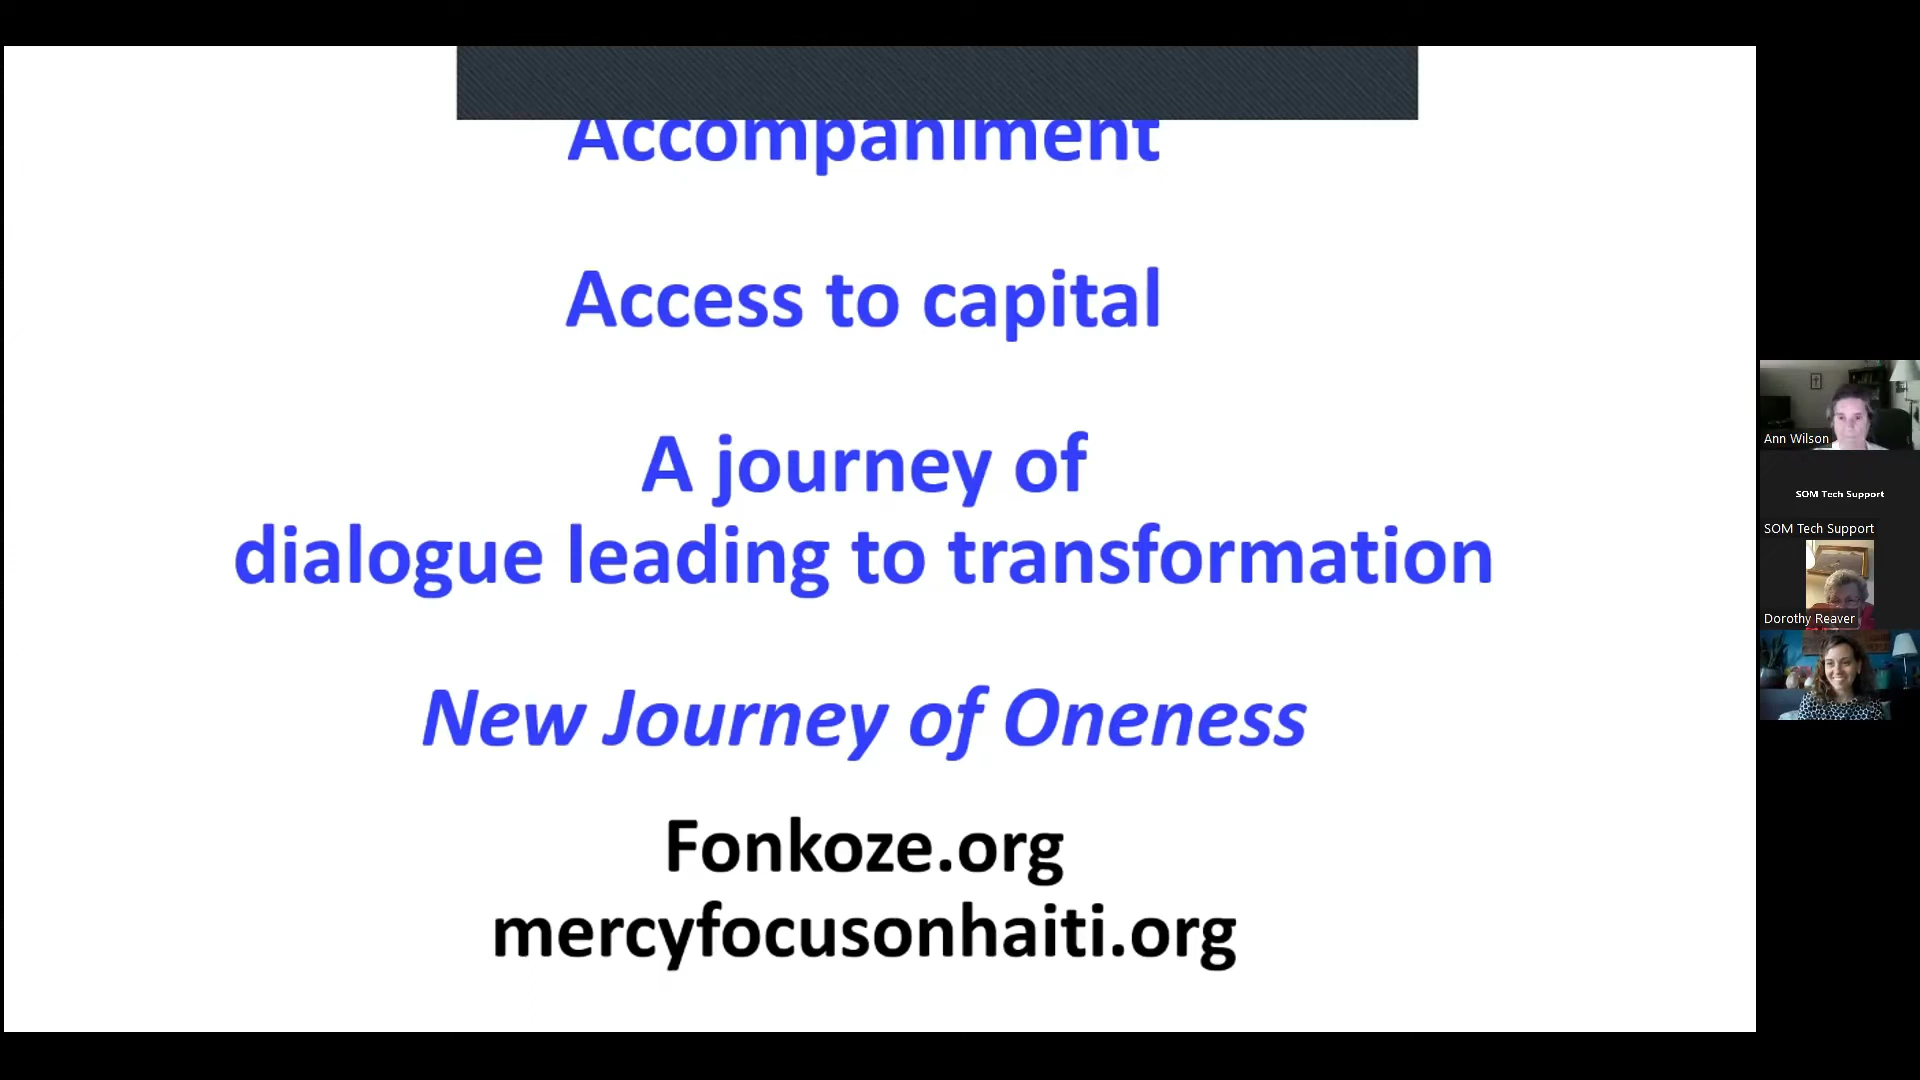 Accompaniment
Access to capital
A journey of
dialogue leading to transformation
New Journey of Oneness
Fonkoze.org
mercyfocusonhaiti.org
Ann Wilson
SOM Tech Support
SOM Tech Support
Dorothy Reaver